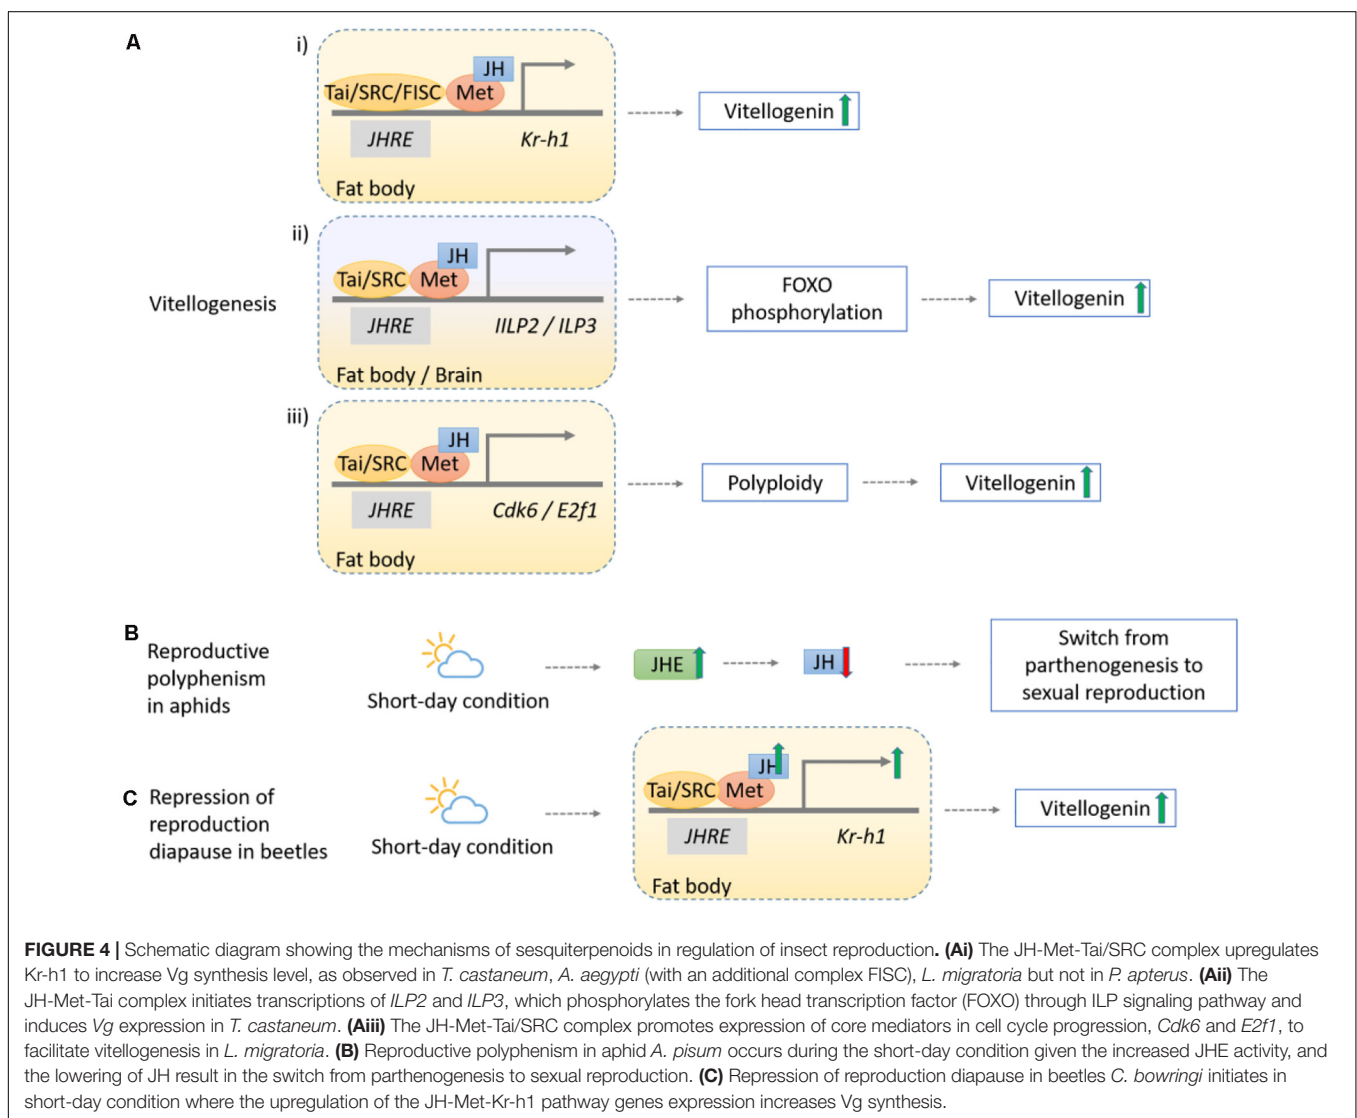 A
i)
JH
Tai/SRC/FISC
Met
JHRE
Kr-h1
Fat body
Vitellogenin
Vitellogenesis
ii)
JH
Tai/SRC
Met
JHRE
IILP2 / ILP3
Fat body / Brain
FOXO
phosphorylation
Vitellogenin
iii)
JH
Tai/SRC
Met
JHRE
Cdk6 / E2f1
Fat body
Polyploidy
Vitellogenin
B
Reproductive
polyphenism
in aphids
Short-day condition
JHE
JH
Switch from
parthenogenesis to
sexual reproduction
C
Repression of
reproduction
diapause in beetles
Short-day condition
JH
Tai/SRC
Met
JHRE
Kr-h1
Fat body
Vitellogenin
FIGURE 4 | Schematic diagram showing the mechanisms of sesquiterpenoids in regulation of insect reproduction. (Ai) The JH-Met-Tai/SRC complex upregulates
Kr-h1 to increase Vg synthesis level, as observed in T. castaneum, A. aegypti (with an additional complex FISC), L. migratoria but not in P. apterus. (Aii) The
JH-Met-Tai complex initiates transcriptions of ILP2 and ILP3, which phosphorylates the fork head transcription factor (FOXO) through ILP signaling pathway and
induces Vg expression in T. castaneum. (Aiii) The JH-Met-Tai/SRC complex promotes expression of core mediators in cell cycle progression, Cdk6 and E2f1, to
facilitate vitellogenesis in L. migratoria. (B) Reproductive polyphenism in aphid A. pisum occurs during the short-day condition given the increased JHE activity, and
the lowering of JH result in the switch from parthenogenesis to sexual reproduction. (C) Repression of reproduction diapause in beetles C. bowringi initiates in
short-day condition where the upregulation of the JH-Met-Kr-h1 pathway genes expression increases Vg synthesis.